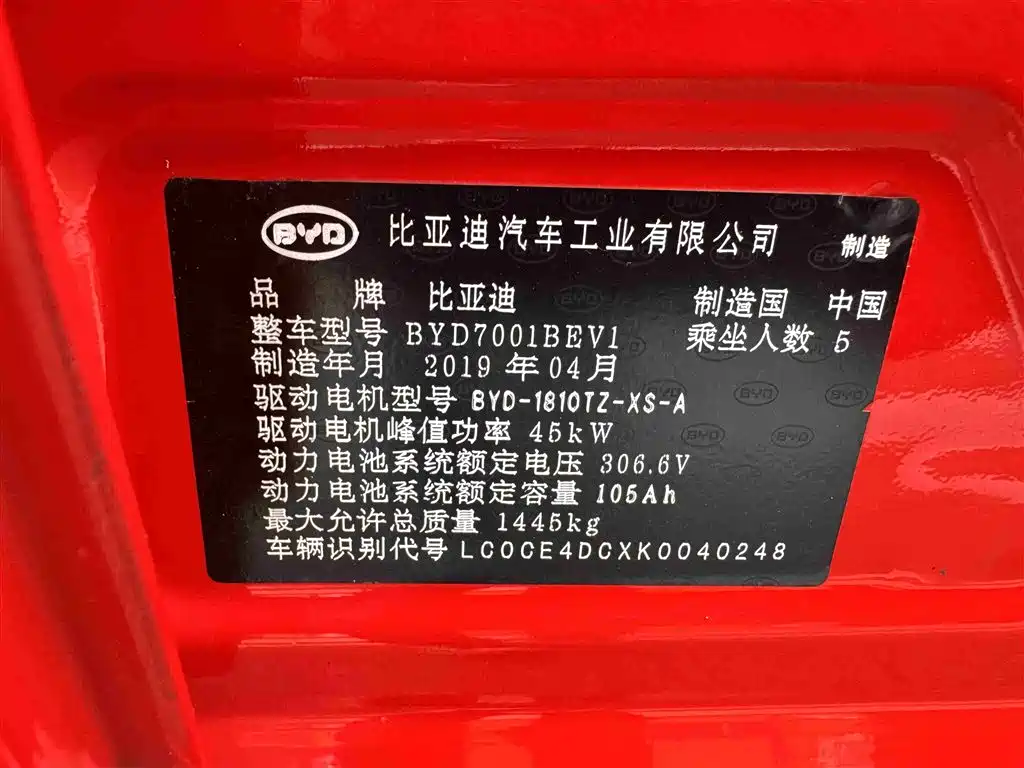 BYD 比亚迪汽车工业有限公司 制造
品 牌 比亚迪 制造国 中国
整车型号 BYD7001BEV1 乘坐人数 5
制造年月 2019 年 04 月
驱动电机型号 BYD-1810TZ-XS-A
驱动电机峰值功率 45kW
动力电池系统额定电压 306.6V
动力电池系统额定容量 105Ah
最大允许总质量 1445kg
车辆识别代号 LC0CE4DCXK0040248